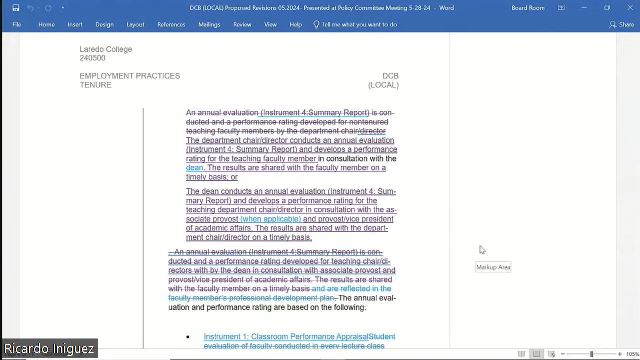 DCB (LOCAL) Proposed Revisions 05.2024- Presented at Policy Committee Meeting 5-28-24 - Word
Board Room
File
Home
Insert
Design
Layout
References
Mailings
Review
View
Help
Tell me what you want to do
Share
Laredo College
240500
EMPLOYMENT PRACTICES
DCB
TENURE
(LOCAL)
An annual evaluation (Instrument 4:Summary Report) is con-
ducted and a performance rating developed for nontenured
teaching faculty members by the department chair/director
The department chair/director conducts an annual evaluation
(Instrument 4: Summary Report) and develops a performance
rating for the teaching faculty member in consultation with the
dean. The results are shared with the faculty member on a
timely basis; or
The dean conducts an annual evaluation (Instrument 4: Sum-
mary Report) and develops a performance rating for the
teaching department chair/director in consultation with the as-
sociate provost (when applicable) and provost/vice president
of academic affairs. The results are shared with the depart-
ment chair/director on a timely basis.
An annual evaluation (Instrument 4:Summary Report) is con-
ducted and a performance rating developed for teaching chair/di-
rectors with by the dean in consultation with associate provost and
provost/vice president of academic affairs. The results are shared
with the faculty member on a timely basis and are reflected in the
faculty member's professional development plan. The annual eval-
uation and performance rating are based on the following:
• Instrument 1: Classroom Performance AppraisalStudent
evaluation of faculty conducted in every lecture class
Markup Area
Ricardo Iniguez
105%